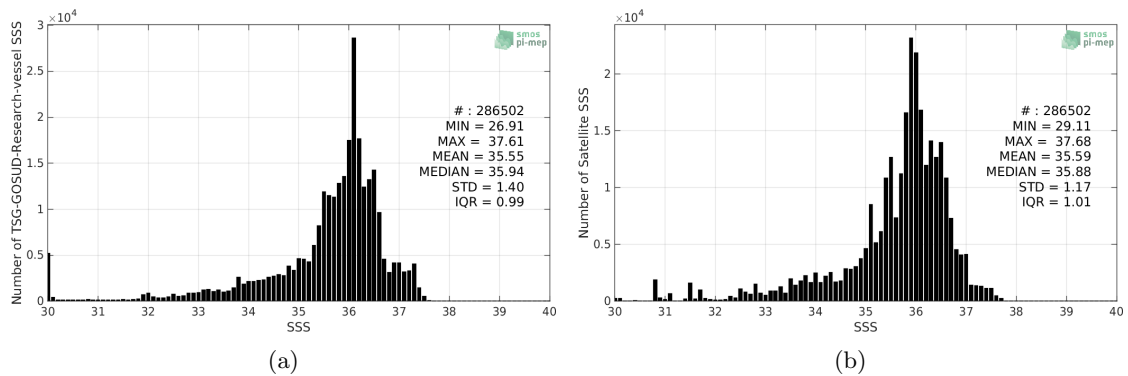 ×10⁴
Number of TSG-GOSUD-Research-vessel SSS
3
2.5
2
1.5
1
0.5
0
smos
pi-mep
# : 286502
MIN = 26.91
MAX = 37.61
MEAN = 35.55
MEDIAN = 35.94
STD = 1.40
IQR = 0.99
30 31 32 33 34 35 36 37 38 39 40
SSS
(a)
×10⁴
Number of Satellite SSS
2
1.5
1
0.5
0
smos
pi-mep
# : 286502
MIN = 29.11
MAX = 37.68
MEAN = 35.59
MEDIAN = 35.88
STD = 1.17
IQR = 1.01
30 31 32 33 34 35 36 37 38 39 40
SSS
(b)